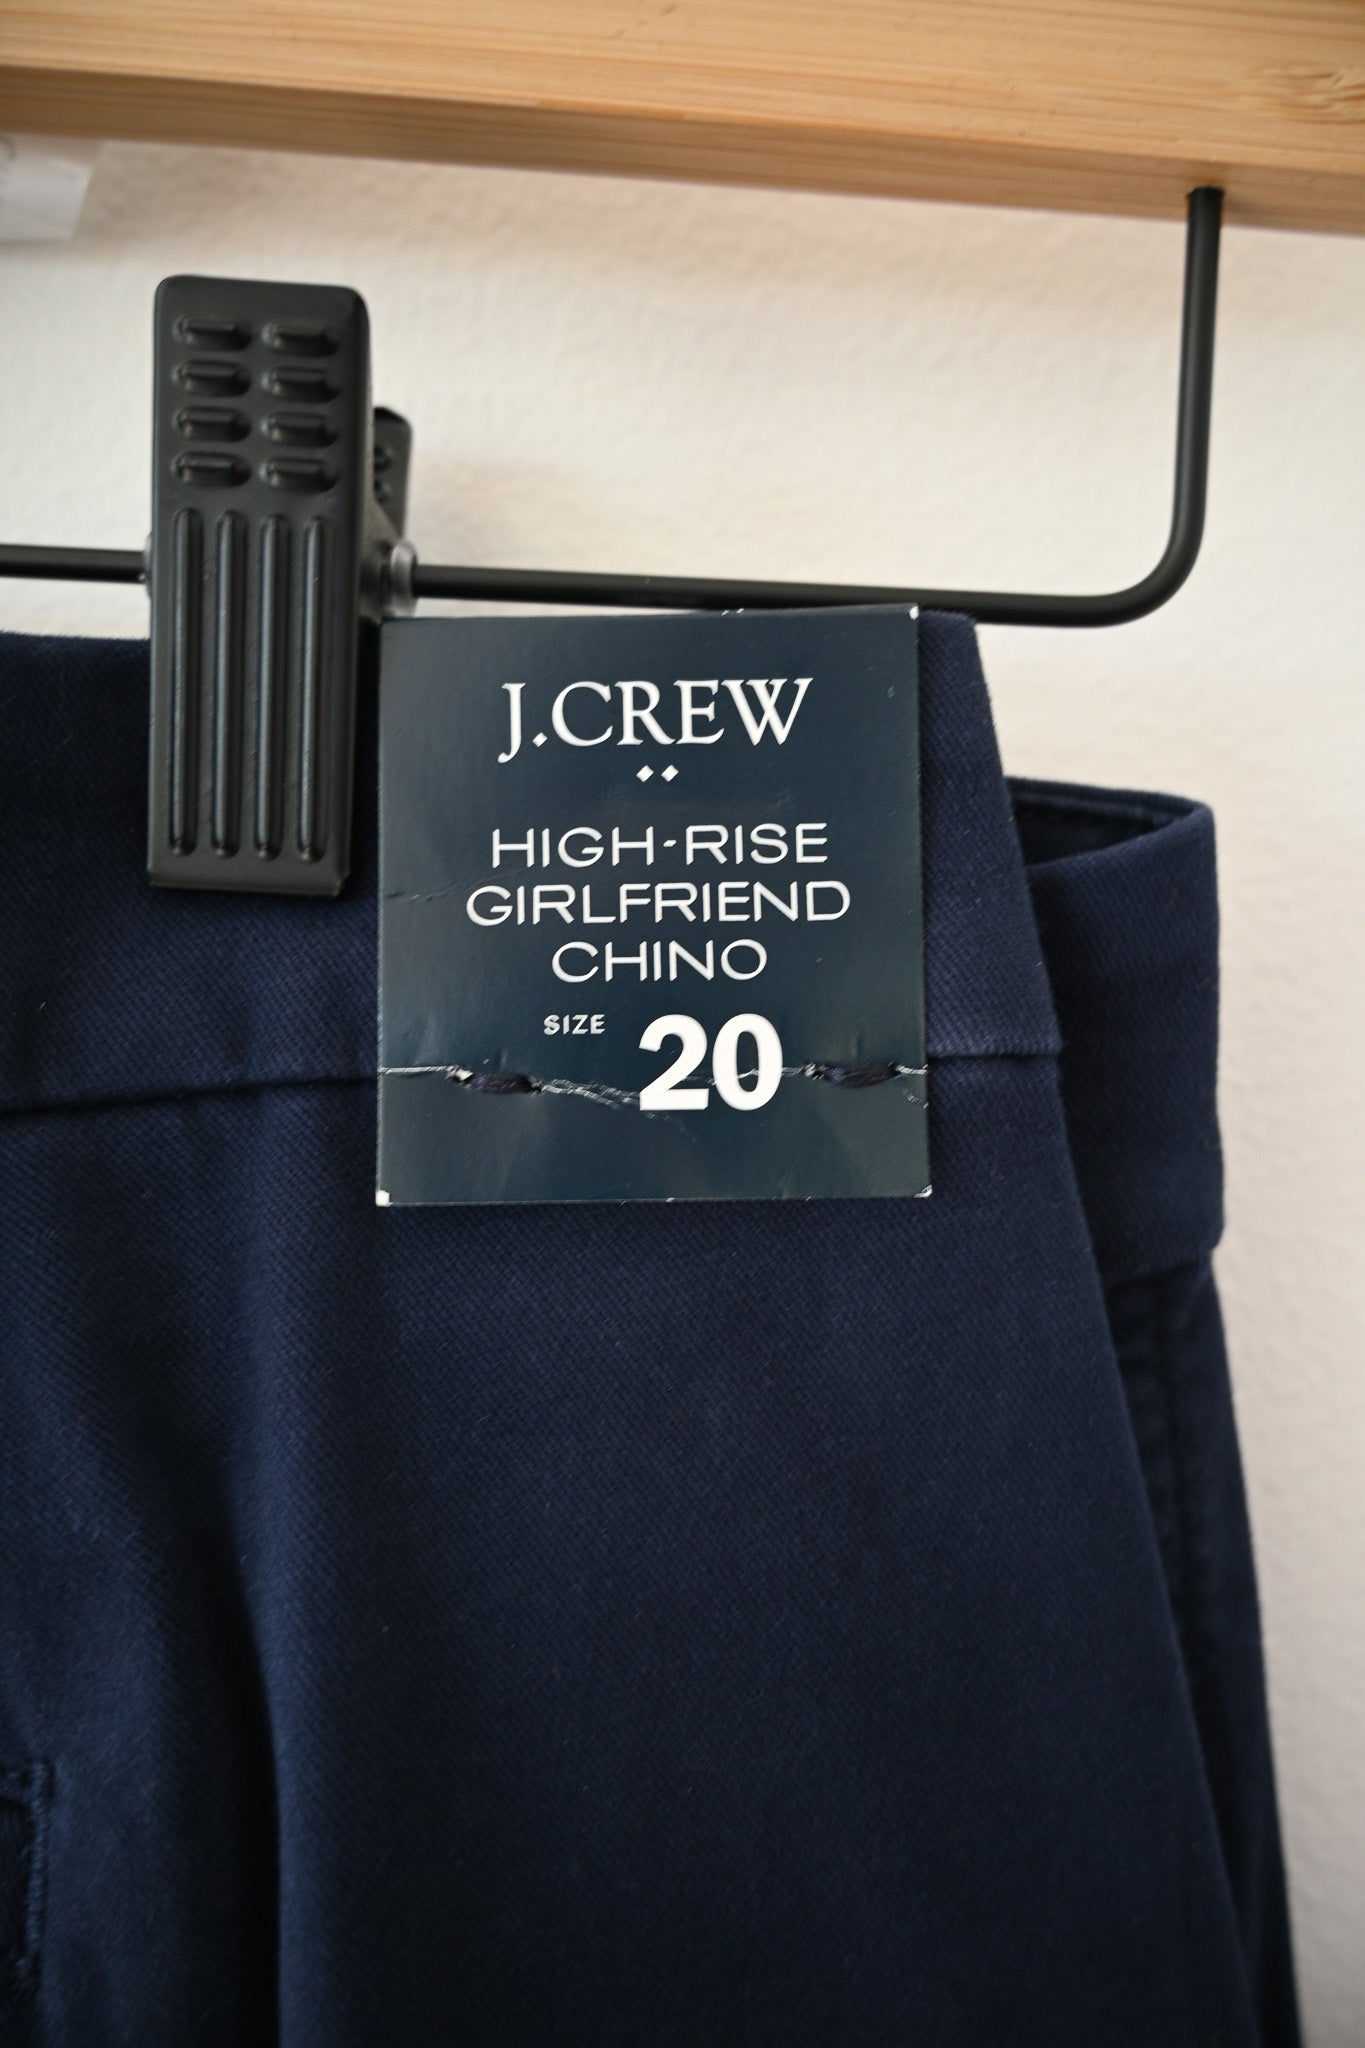 J.CREW
HIGH-RISE
GIRLFRIEND
CHINO
SIZE 20